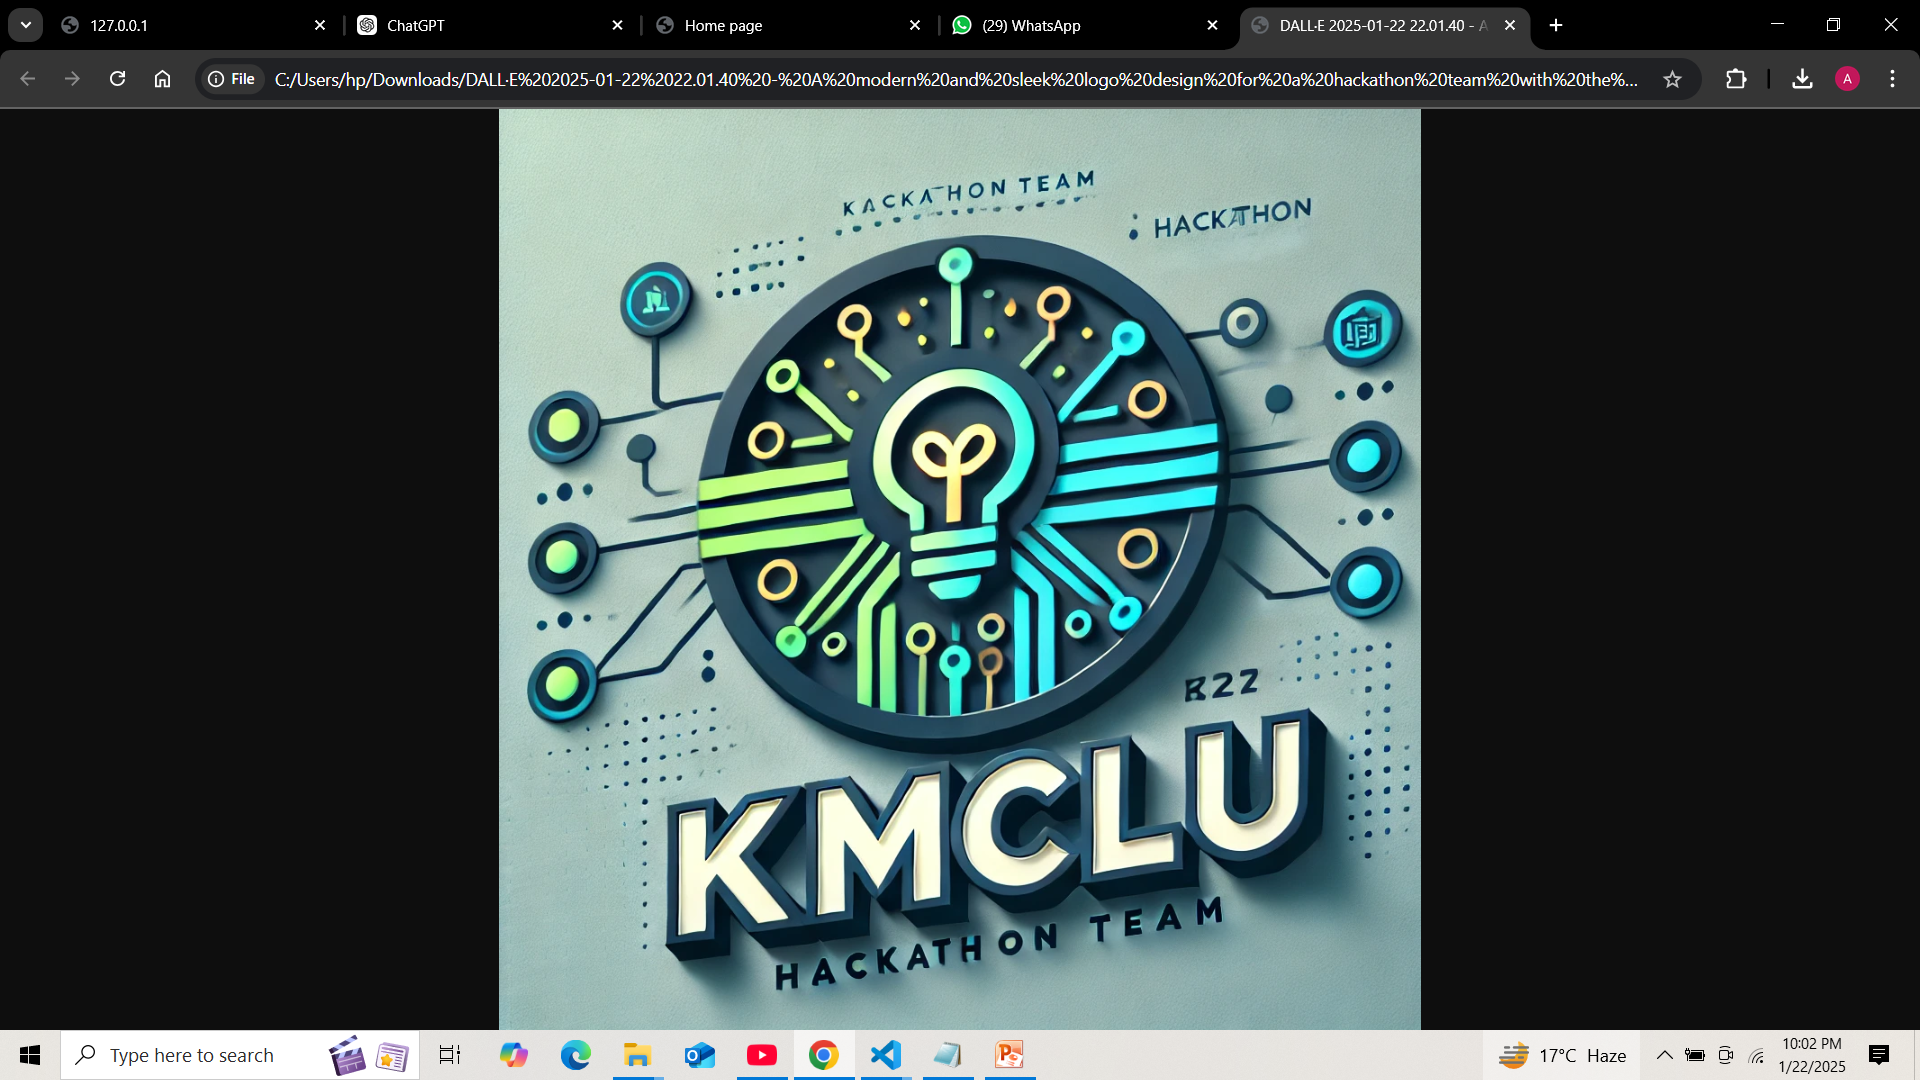 127.0.0.1
ChatGPT
Home page
(29) WhatsApp
DALL·E 2025-01-22 22.01.40 - A
File
C:/Users/hp/Downloads/DALL·E%202025-01-22%2022.01.40%20-%20A%20modern%20and%20sleek%20logo%20design%20for%20a%20hackathon%20team%20with%20the%...
A
KACKATHON TEAM
HACKATHON
KMCLU
HACKATHON TEAM
Type here to search
17°C Haze
10:02 PM
1/22/2025